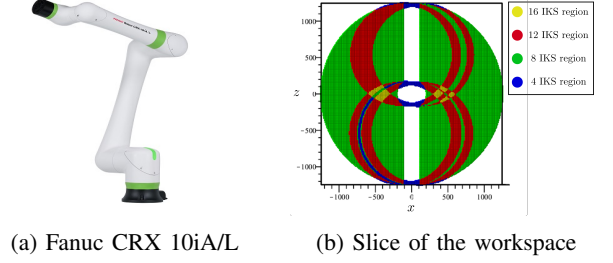 16 IKS region
12 IKS region
8 IKS region
4 IKS region
1000
500
0
−500
−1000
z
−1000 −500 0 500 1000
x
(a) Fanuc CRX 10iA/L
(b) Slice of the workspace